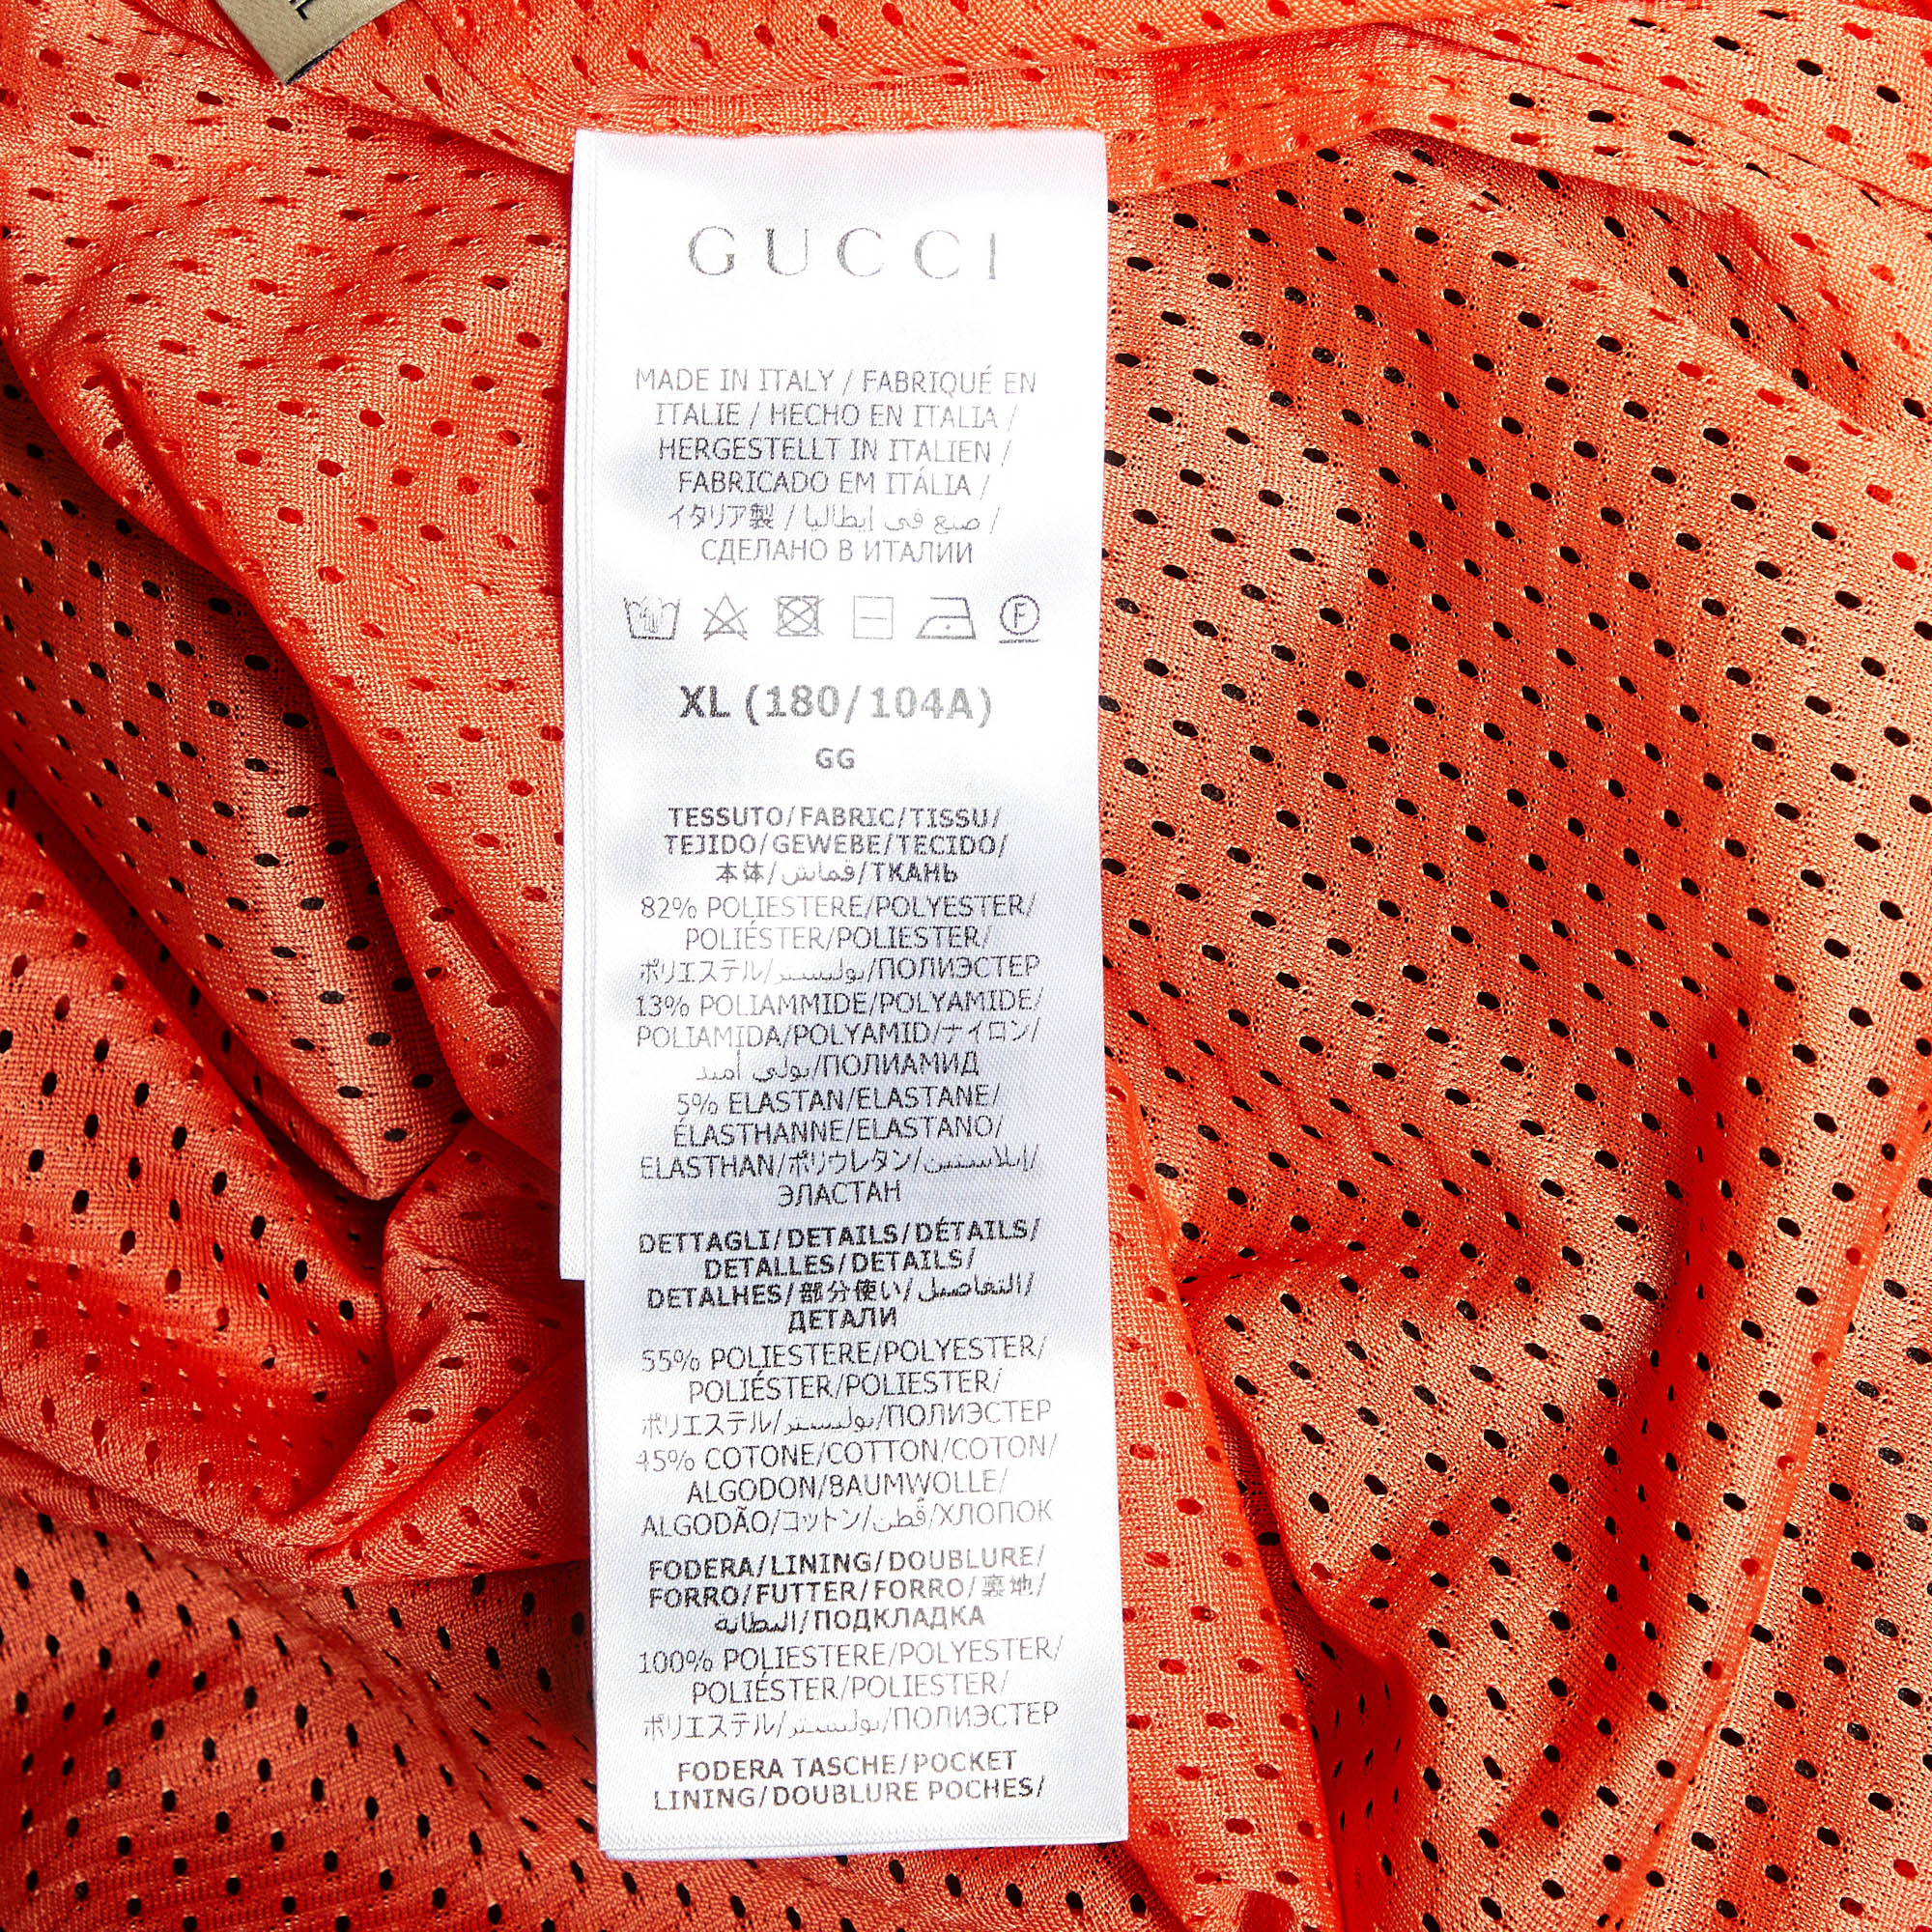 GUCCI
MADE IN ITALY / FABRIQUÉ EN
ITALIE / HECHO EN ITALIA /
HERGESTELLT IN ITALIEN /
FABRICADO EM ITÁLIA /
イタリア製 / صنع في إيطاليا /
СДЕЛАНО В ИТАЛИИ
F
XL (180/104A)
GG
TESSUTO/FABRIC/TISSU/
TEJIDO/GEWEBE/TECIDO/
本体/قماش/ТКАНЬ
82% POLIESTERE/POLYESTER/
POLIÉSTER/POLIESTER/
ポリエステル/بوليستر/ПОЛИЭСТЕР
13% POLIAMMIDE/POLYAMIDE/
POLIAMIDA/POLYAMID/ナイロン/
بولي أميد/ПОЛИАМИД
5% ELASTAN/ELASTANE/
ÉLASTHANNE/ELASTANO/
ELASTHAN/ポリウレタン/إيلاستين/
ЭЛАСТАН
DETTAGLI/DETAILS/DÉTAILS/
DETALLES/DETAILS/
DETALHES/部分使い/التفاصيل/
ДЕТАЛИ
55% POLIESTERE/POLYESTER/
POLIÉSTER/POLIESTER/
ポリエステル/بوليستر/ПОЛИЭСТЕР
45% COTONE/COTTON/COTON/
ALGODON/BAUMWOLLE/
ALGODÃO/コットン/قُطن/ХЛОПОК
FODERA/LINING/DOUBLURE/
FORRO/FUTTER/FORRO/裏地/
البطانة/ПОДКЛАДКА
100% POLIESTERE/POLYESTER/
POLIÉSTER/POLIESTER/
ポリエステル/بوليستر/ПОЛИЭСТЕР
FODERA TASCHE/POCKET
LINING/DOUBLURE POCHES/